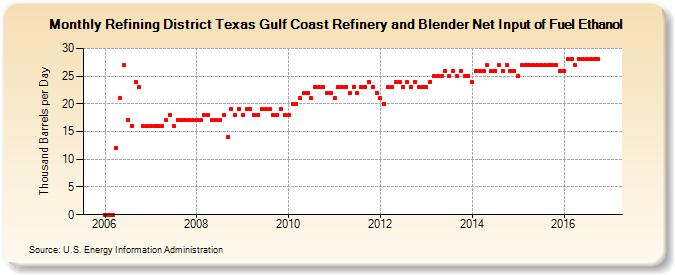 Monthly Refining District Texas Gulf Coast Refinery and Blender Net Input of Fuel Ethanol
Thousand Barrels per Day
30
25
20
15
10
5
0
2006 2008 2010 2012 2014 2016
Source: U.S. Energy Information Administration